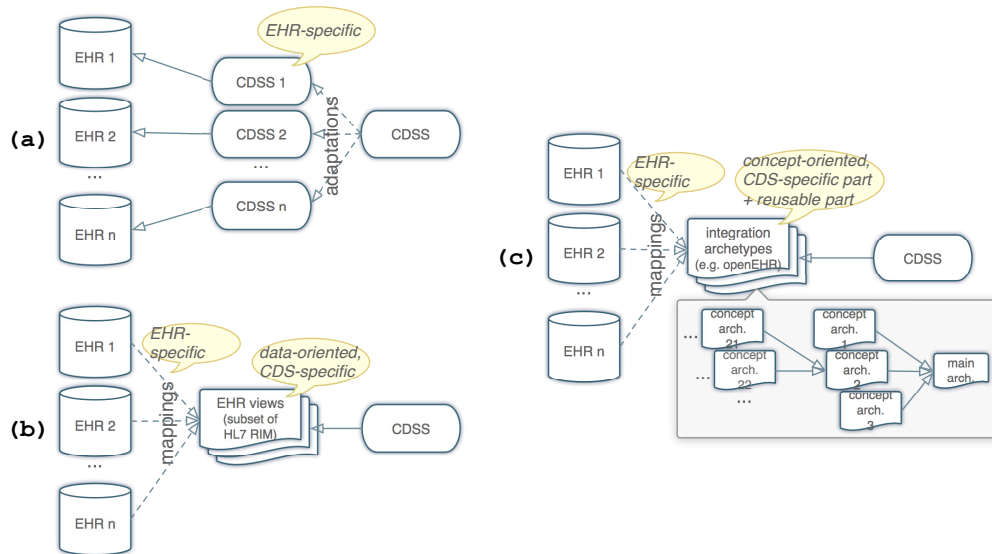 (a)
EHR 1
EHR 2
...
EHR n
EHR-specific
CDSS 1
CDSS 2
...
CDSS n
adaptations
CDSS
(b)
EHR 1
EHR 2
...
EHR n
EHR-
specific
mappings
data-oriented,
CDS-specific
EHR views
(subset of
HL7 RIM)
CDSS
(c)
EHR 1
EHR 2
...
EHR n
EHR-
specific
mappings
concept-oriented,
CDS-specific part
+ reusable part
integration
archetypes
(e.g. openEHR)
CDSS
...
concept
arch.
21
...
concept
arch.
22
...
concept
arch.
1
concept
arch.
2
concept
arch.
3
main
arch.